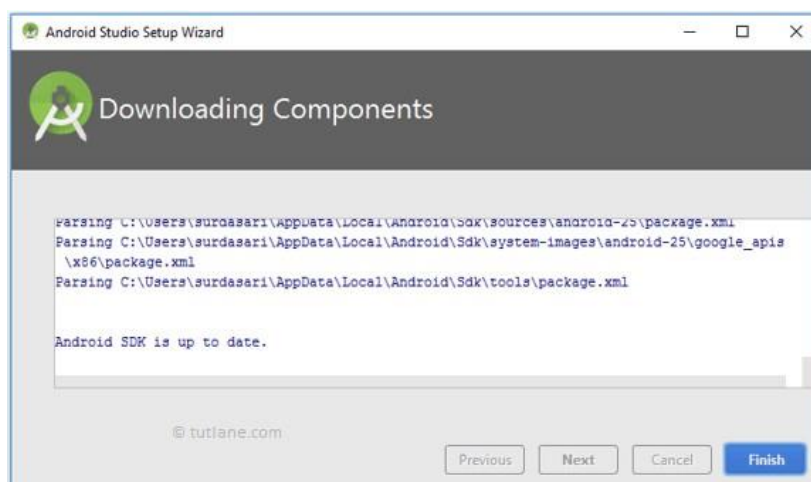 Android Studio Setup Wizard
Downloading Components
Parsing C:\Users\surdasari\AppData\Local\Android\Sdk\sources\android-25\package.xml
Parsing C:\Users\surdasari\AppData\Local\Android\Sdk\system-images\android-25\google_apis
\x86\package.xml
Parsing C:\Users\surdasari\AppData\Local\Android\Sdk\tools\package.xml
Android SDK is up to date.
© tutlane.com
Previous Next Cancel Finish